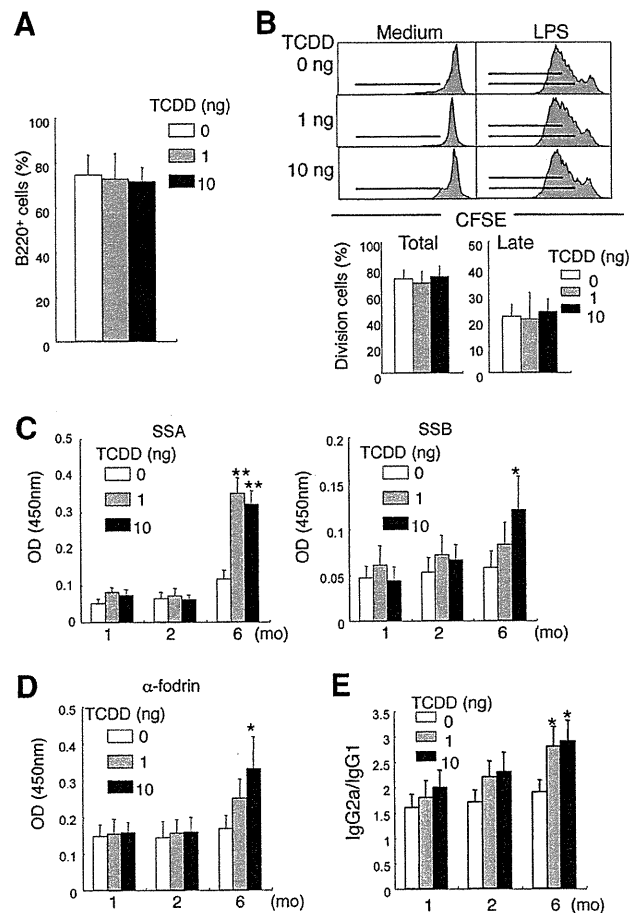 A
TCDD (ng)
0
1
10
B220+ cells (%)
100
80
60
40
20
0
B
Medium LPS
TCDD
0 ng
1 ng
10 ng
CFSE
Division cells (%)
Total
100
80
60
40
20
0
Late
50
40
30
20
10
0
TCDD (ng)
0
1
10
C
SSA
TCDD (ng)
0
1
10
OD (450nm)
0.5
0.4
0.3
0.2
0.1
0
**
**
1 2 6 (mo)
SSB
TCDD (ng)
0
1
10
OD (450nm)
0.2
0.15
0.1
0.05
0
*
1 2 6 (mo)
D
α-fodrin
TCDD (ng)
0
1
10
OD (450nm)
0.5
0.4
0.3
0.2
0.1
0
*
1 2 6 (mo)
E
TCDD (ng)
0
1
10
IgG2a/IgG1
3.5
3
2.5
2
1.5
1
0.5
0
* *
1 2 6 (mo)